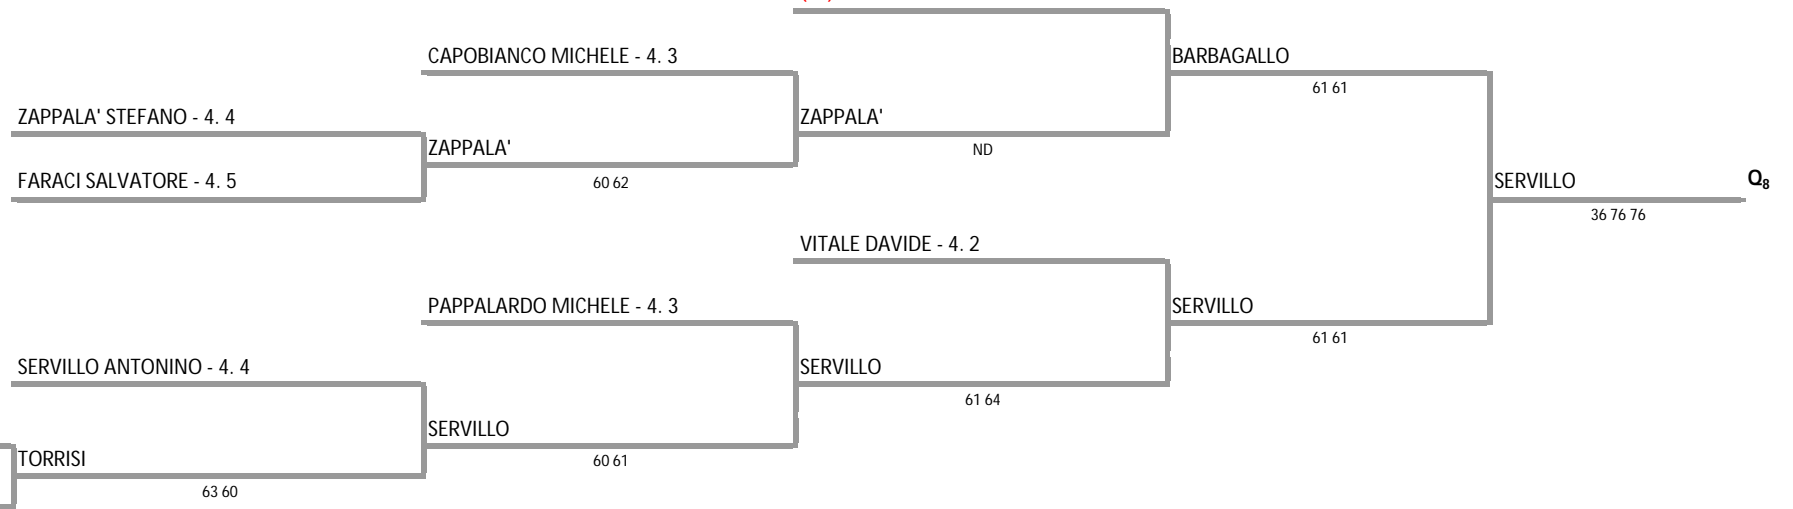 CAPOBIANCO MICHELE - 4. 3
BARBAGALLO
61 61
ZAPPALA' STEFANO - 4. 4
ZAPPALA'
ZAPPALA'
ND
FARACI SALVATORE - 4. 5
60 62
SERVILLO
Q8
36 76 76
VITALE DAVIDE - 4. 2
PAPPALARDO MICHELE - 4. 3
SERVILLO
61 61
SERVILLO ANTONINO - 4. 4
SERVILLO
61 64
SERVILLO
60 61
TORRISI
63 60